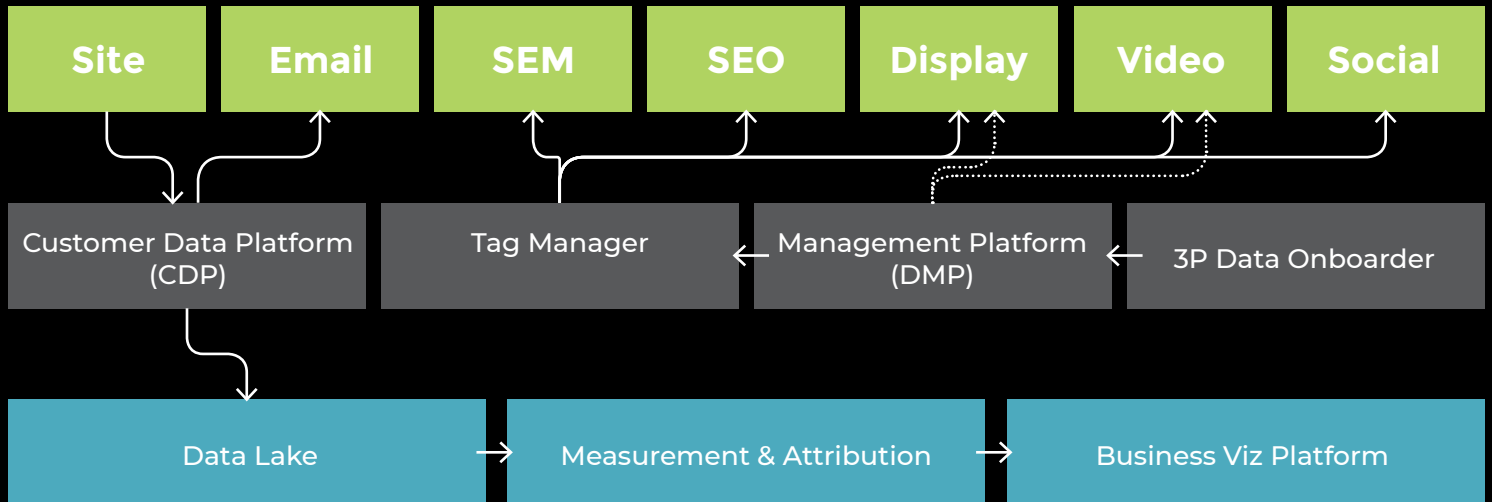 Site
Email
SEM
SEO
Display
Video
Social
Customer Data Platform
(CDP)
Tag Manager
Management Platform
(DMP)
3P Data Onboarder
Data Lake
Measurement & Attribution
Business Viz Platform